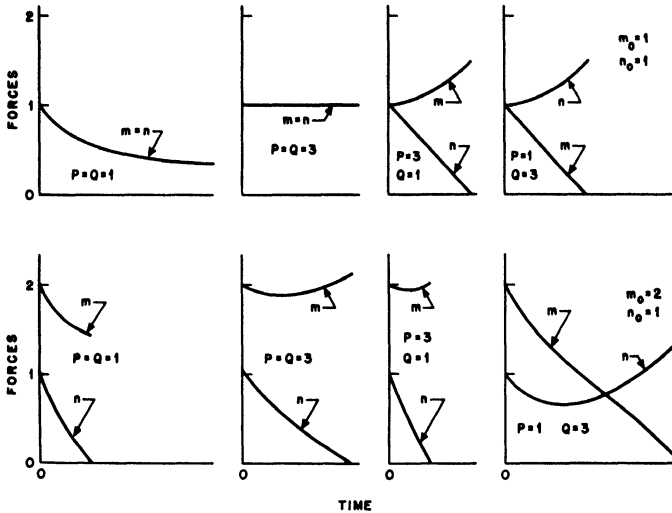 FORCES
2
1
0
m=n
P=Q=1
m=n
P=Q=3
m
n
P=3
Q=1
n
m
P=1
Q=3
m₀=1
n₀=1
FORCES
2
1
0
0
m
P=Q=1
n
0
m
P=Q=3
n
0
m
P=3
Q=1
n
0
m
n
P=1 Q=3
m₀=2
n₀=1
TIME